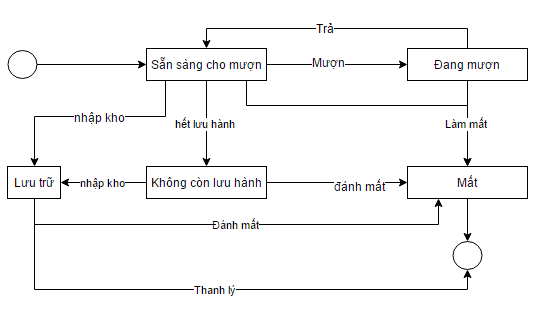 Trả
Sẵn sàng cho mượn
Mượn
Đang mượn
nhập kho
hết lưu hành
Làm mất
Lưu trữ
nhập kho
Không còn lưu hành
đánh mất
Mất
Đánh mất
Thanh lý